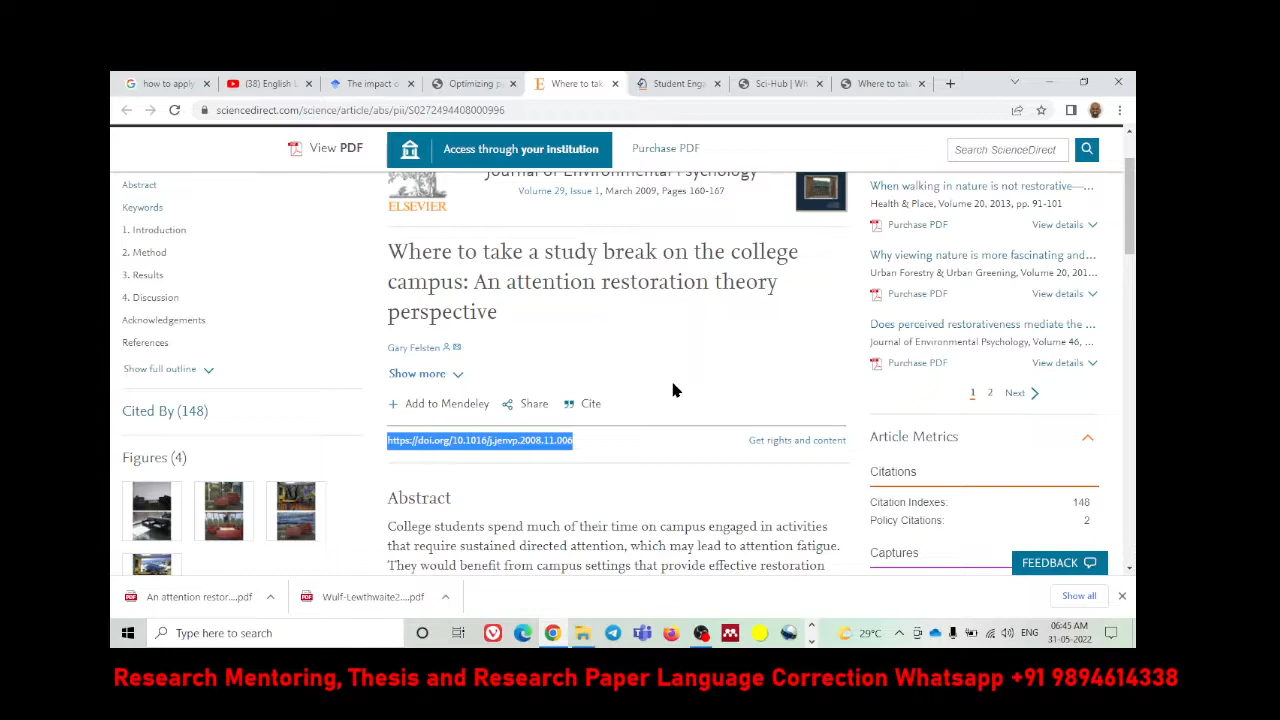 how to apply
(38) English L
The impact o
Optimizing p
Where to tak
Student Enga
Sci-Hub | Wh
Where to tak
sciencedirect.com/science/article/abs/pii/S0272494408000996
View PDF
Access through your institution
Purchase PDF
Search ScienceDirect
Abstract
Keywords
1. Introduction
2. Method
3. Results
4. Discussion
Acknowledgements
References
Show full outline
Cited By (148)
Figures (4)
Journal of Environmental Psychology
Volume 29, Issue 1, March 2009, Pages 160-167
ELSEVIER
Where to take a study break on the college
campus: An attention restoration theory
perspective
Gary Felsten
Show more
+ Add to Mendeley
Share
Cite
https://doi.org/10.1016/j.jenvp.2008.11.006
Get rights and content
Abstract
College students spend much of their time on campus engaged in activities
that require sustained directed attention, which may lead to attention fatigue.
They would benefit from campus settings that provide effective restoration
When walking in nature is not restorative—...
Health & Place, Volume 20, 2013, pp. 91-101
Purchase PDF
View details
Why viewing nature is more fascinating and...
Urban Forestry & Urban Greening, Volume 20, 201...
Purchase PDF
View details
Does perceived restorativeness mediate the ...
Journal of Environmental Psychology, Volume 46, ...
Purchase PDF
View details
1 2 Next
Article Metrics
Citations
Citation Indexes: 148
Policy Citations: 2
Captures
FEEDBACK
An attention restor....pdf
Wulf-Lewthwaite2....pdf
Show all
Type here to search
29°C
ENG
06:45 AM
31-05-2022
Research Mentoring, Thesis and Research Paper Language Correction Whatsapp +91 9894614338